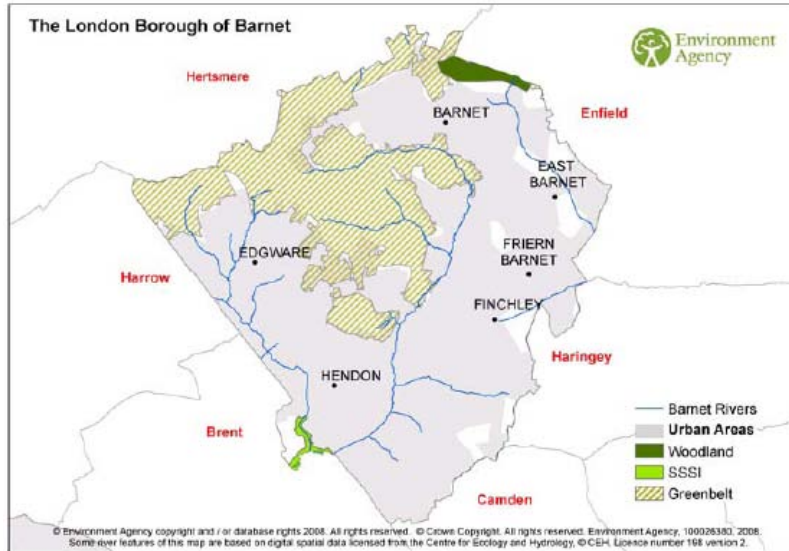 The London Borough of Barnet
Environment
Agency
Hertsmere
Enfield
BARNET
EAST
BARNET
EDGWARE
FRIERN
BARNET
Harrow
FINCHLEY
Haringey
HENDON
Brent
Camden
Barnet Rivers
Urban Areas
Woodland
SSSI
Greenbelt
© Environment Agency copyright and / or database rights 2008. All rights reserved. © Crown Copyright. All rights reserved. Environment Agency, 100026380, 2008.
Some river features of this map are based on digital spatial data licensed from the Centre for Ecology and Hydrology, © CEH. Licence number 198 version 2.